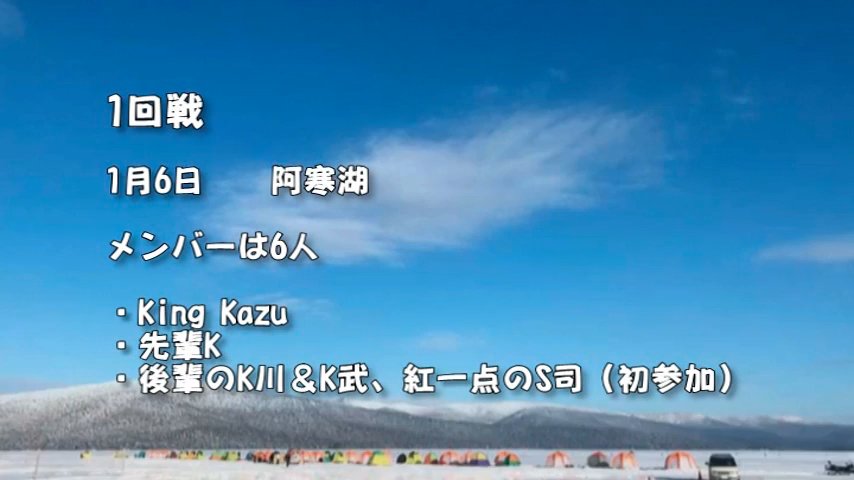 1回戦
1月6日　　阿寒湖
メンバーは6人
・King Kazu
・先輩K
・後輩のK川＆K武、紅一点のS司（初参加）